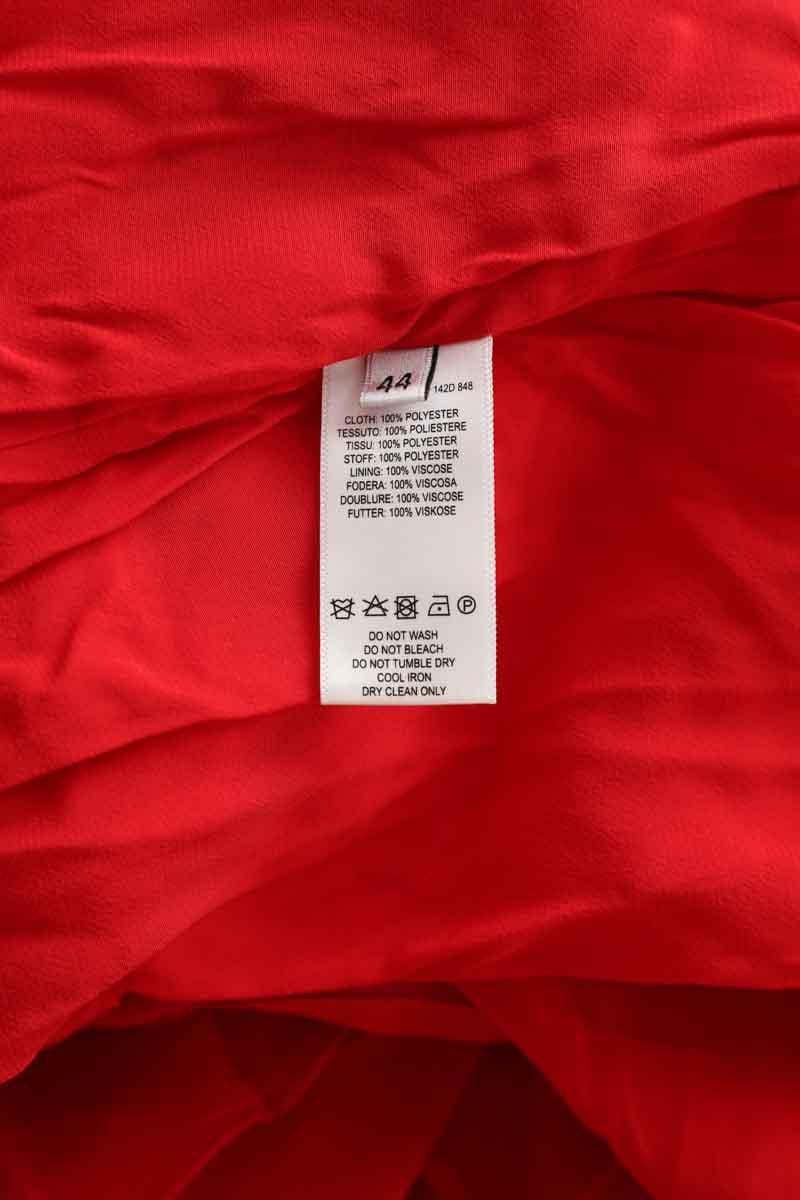 44
142D 848
CLOTH: 100% POLYESTER
TESSUTO: 100% POLIESTERE
TISSU: 100% POLYESTER
STOFF: 100% POLYESTER
LINING: 100% VISCOSE
FODERA: 100% VISCOSA
DOUBLURE: 100% VISCOSE
FUTTER: 100% VISKOSE
P
DO NOT WASH
DO NOT BLEACH
DO NOT TUMBLE DRY
COOL IRON
DRY CLEAN ONLY